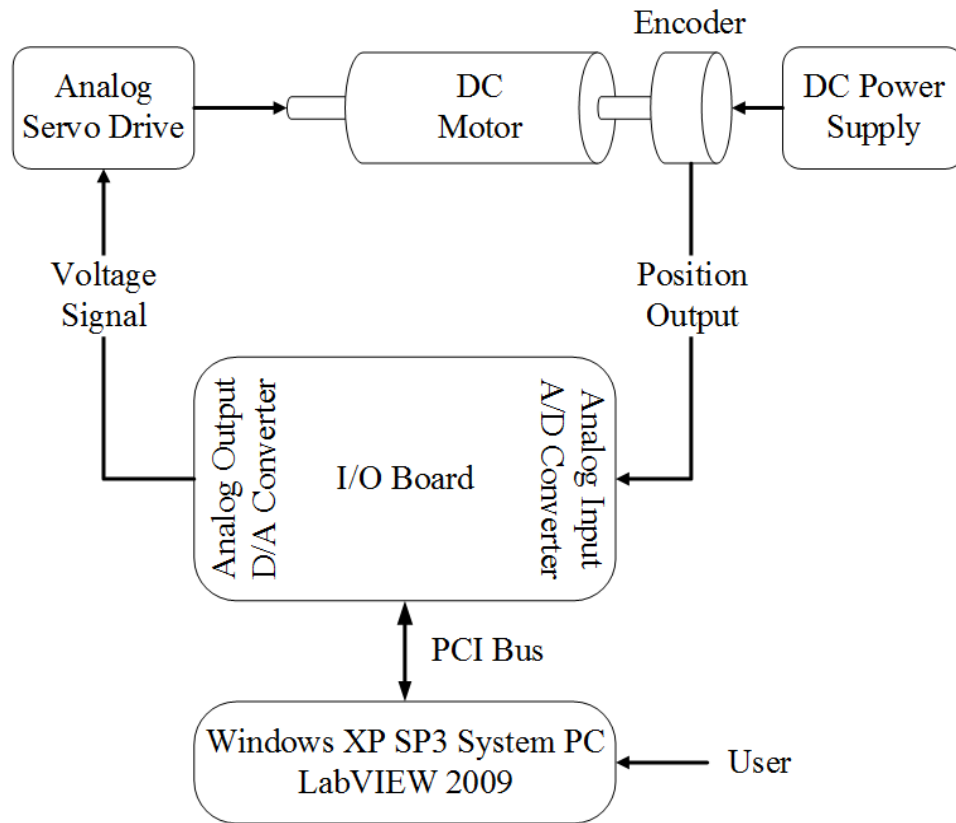 Encoder
Analog
Servo Drive
DC
Motor
DC Power
Supply
Voltage
Signal
Position
Output
Analog Output
D/A Converter
I/O Board
Analog Input
A/D Converter
PCI Bus
Windows XP SP3 System PC
LabVIEW 2009
User